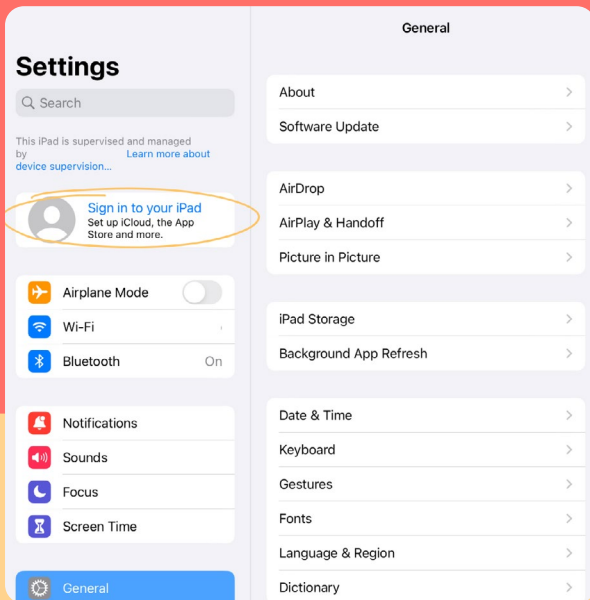 Settings
Search
This iPad is supervised and managed
by Learn more about
device supervision...
Sign in to your iPad
Set up iCloud, the App
Store and more.
Airplane Mode
Wi-Fi
Bluetooth On
Notifications
Sounds
Focus
Screen Time
General
General
About
Software Update
AirDrop
AirPlay & Handoff
Picture in Picture
iPad Storage
Background App Refresh
Date & Time
Keyboard
Gestures
Fonts
Language & Region
Dictionary